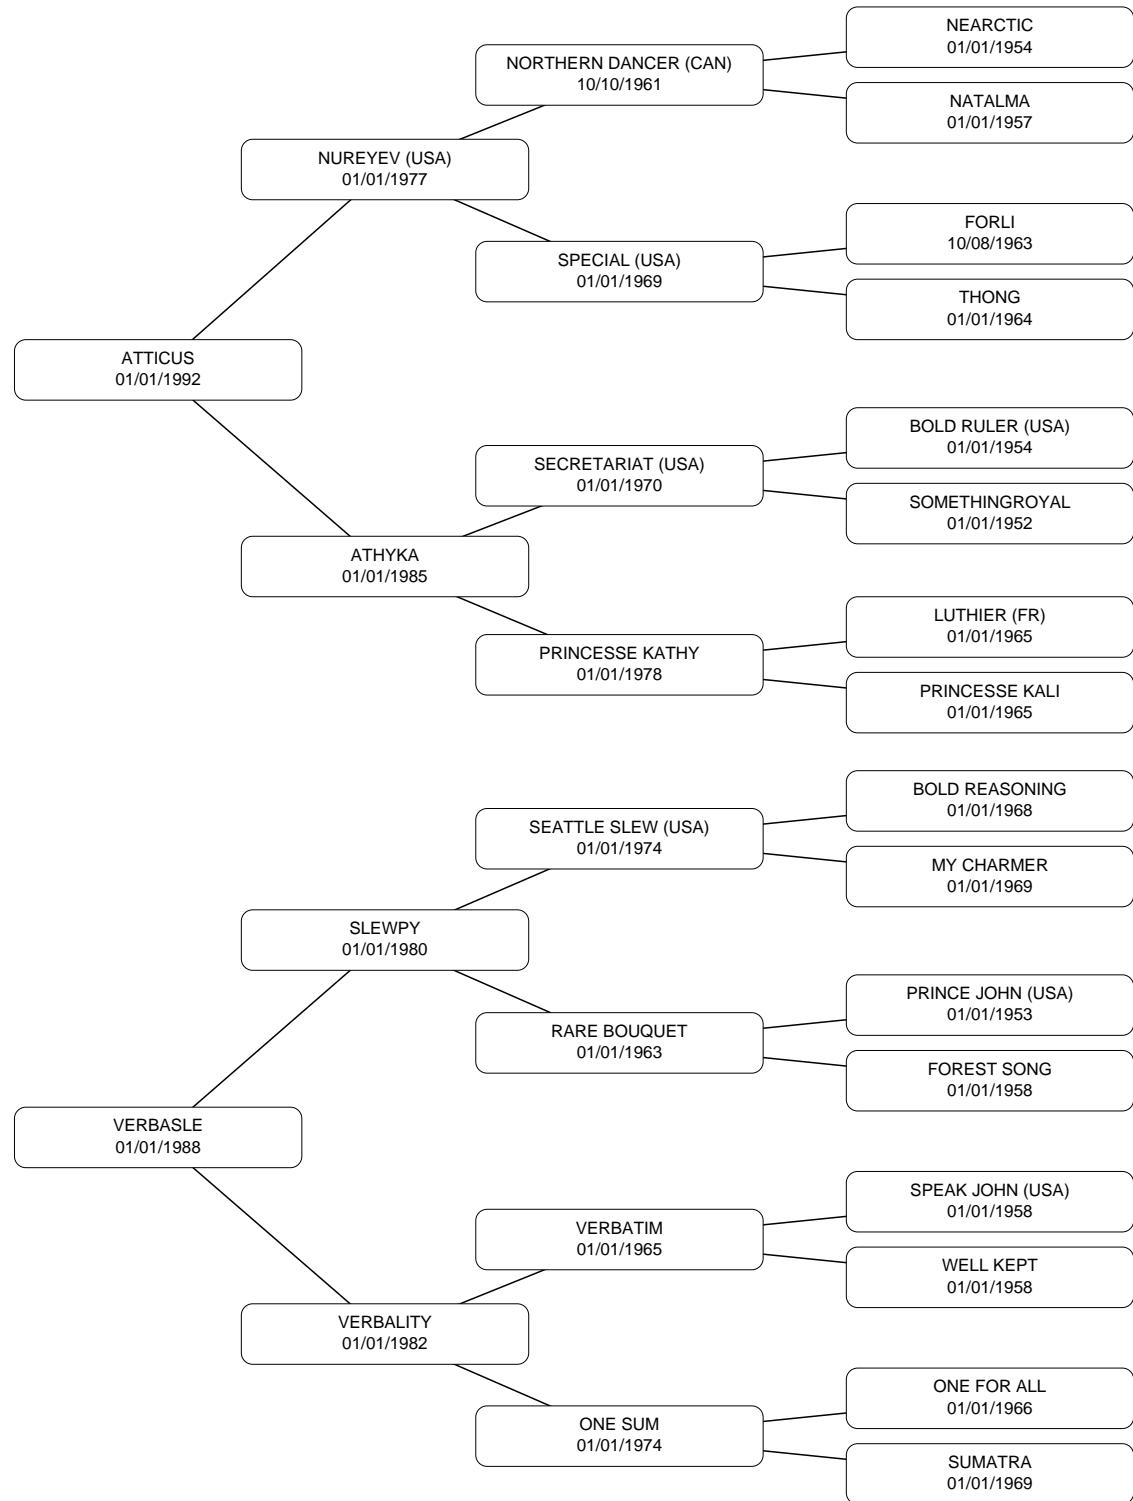 NEARCTIC
01/01/1954
NORTHERN DANCER (CAN)
10/10/1961
NATALMA
01/01/1957
NUREYEV (USA)
01/01/1977
FORLI
10/08/1963
SPECIAL (USA)
01/01/1969
THONG
01/01/1964
ATTICUS
01/01/1992
BOLD RULER (USA)
01/01/1954
SECRETARIAT (USA)
01/01/1970
SOMETHINGROYAL
01/01/1952
ATHYKA
01/01/1985
LUTHIER (FR)
01/01/1965
PRINCESSE KATHY
01/01/1978
PRINCESSE KALI
01/01/1965
BOLD REASONING
01/01/1968
SEATTLE SLEW (USA)
01/01/1974
MY CHARMER
01/01/1969
SLEWPY
01/01/1980
PRINCE JOHN (USA)
01/01/1953
RARE BOUQUET
01/01/1963
FOREST SONG
01/01/1958
VERBASLE
01/01/1988
SPEAK JOHN (USA)
01/01/1958
VERBATIM
01/01/1965
WELL KEPT
01/01/1958
VERBALITY
01/01/1982
ONE FOR ALL
01/01/1966
ONE SUM
01/01/1974
SUMATRA
01/01/1969